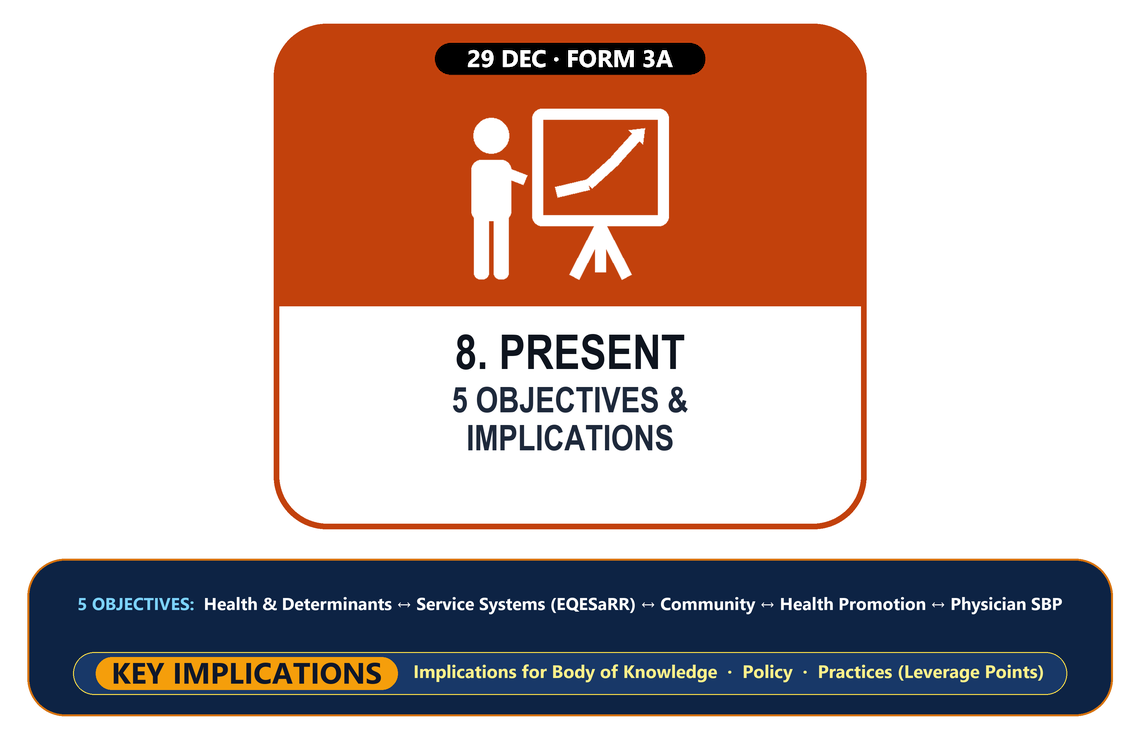 29 DEC · FORM 3A
8. PRESENT
5 OBJECTIVES &
IMPLICATIONS
5 OBJECTIVES: Health & Determinants ↔ Service Systems (EQESaRR) ↔ Community ↔ Health Promotion ↔ Physician SBP
KEY IMPLICATIONS Implications for Body of Knowledge · Policy · Practices (Leverage Points)